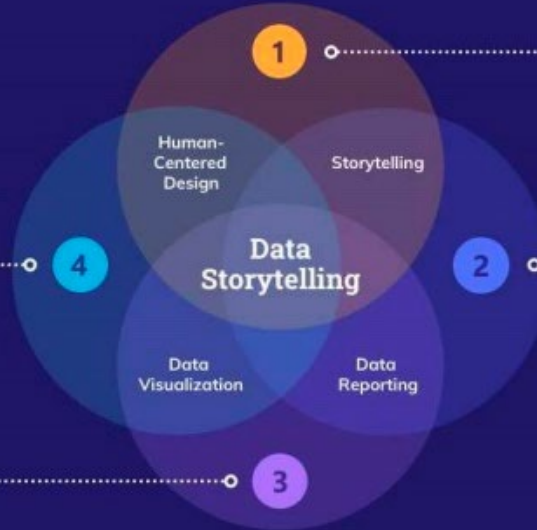 1
Human-
Centered
Design
Storytelling
4
Data
Storytelling
2
Data
Visualization
Data
Reporting
3